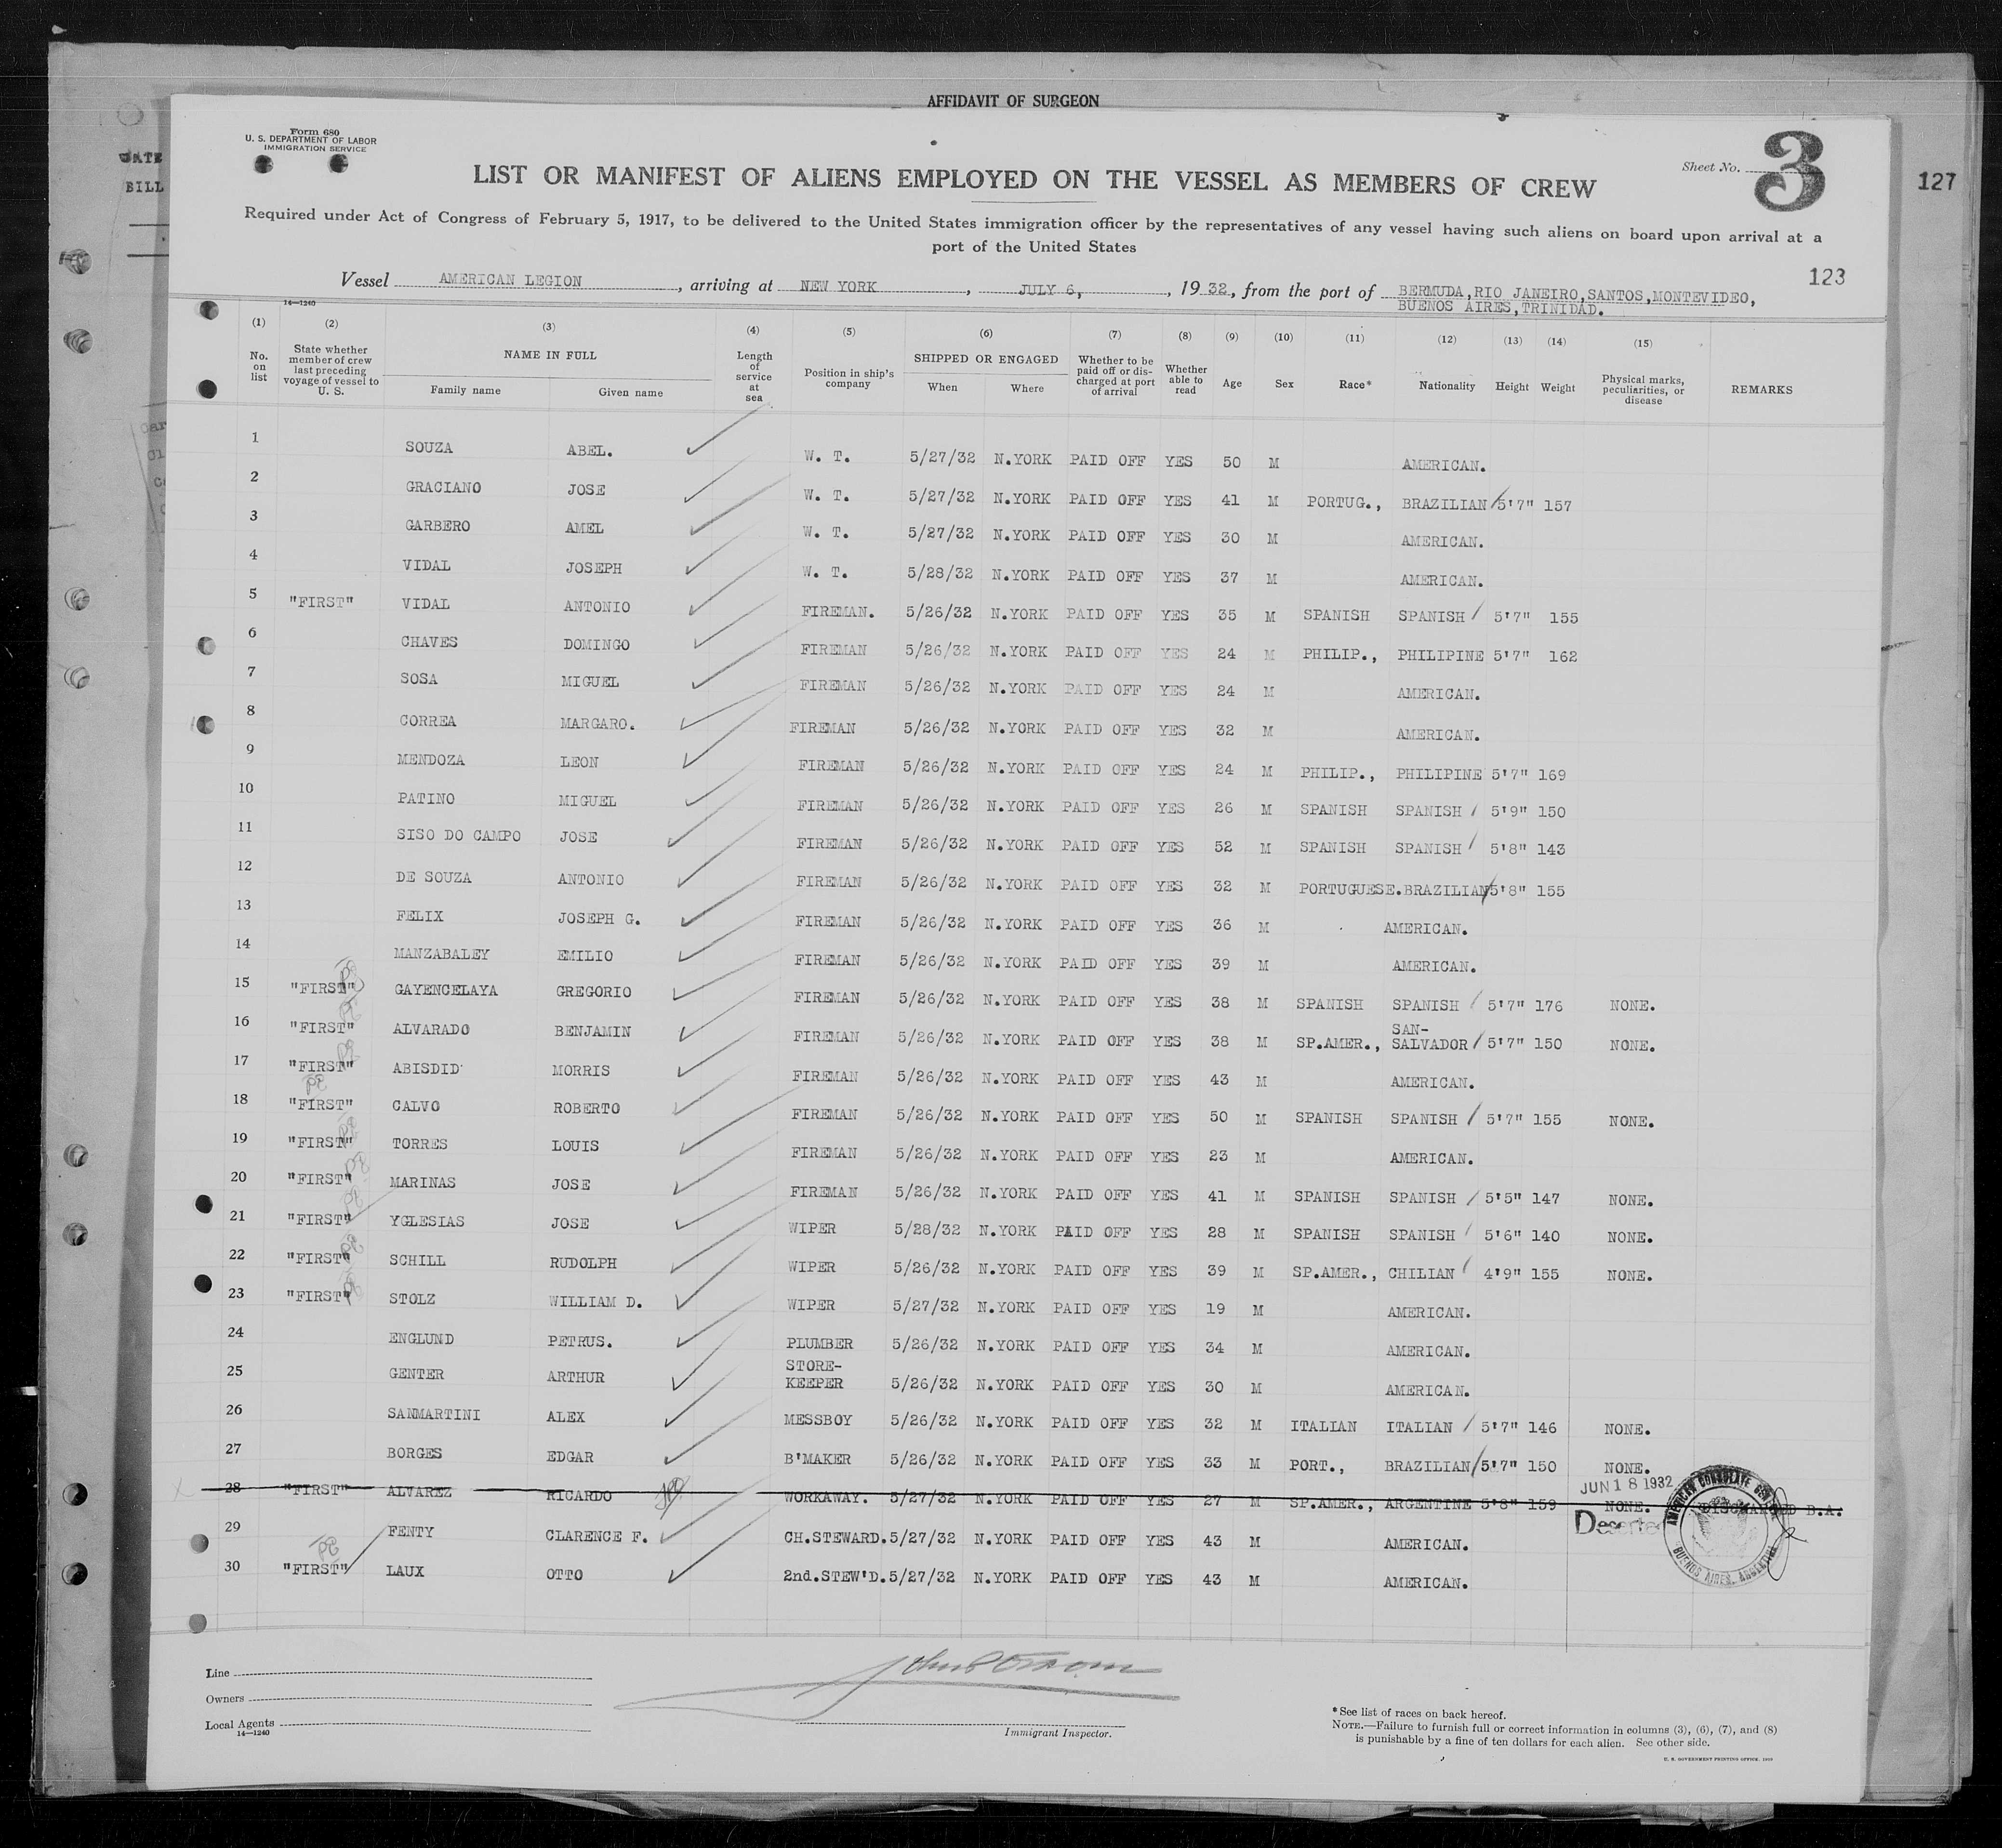 AFFIDAVIT OF SURGEON
Form 680
U. S. DEPARTMENT OF LABOR
IMMIGRATION SERVICE
LIST OR MANIFEST OF ALIENS EMPLOYED ON THE VESSEL AS MEMBERS OF CREW
Sheet No. 3
127
BILL
Required under Act of Congress of February 5, 1917, to be delivered to the United States immigration officer by the representatives of any vessel having such aliens on board upon arrival at a
port of the United States
123
Vessel AMERICAN LEGION, arriving at NEW YORK, JULY 6, , 1932, from the port of BERMUDA,RIO JANEIRO,SANTOS,MONTEVIDEO,
BUENOS AIRES,TRINIDAD.
14—1240
(1) (2) (3) (4) (5) (6) (7) (8) (9) (10) (11) (12) (13) (14) (15)
No. on list State whether member of crew last preceding voyage of vessel to U. S. NAME IN FULL Family name Given name Length of service at sea Position in ship's company SHIPPED OR ENGAGED When Where Whether to be paid off or discharged at port of arrival Whether able to read Age Sex Race* Nationality Height Weight Physical marks, peculiarities, or disease REMARKS
1 SOUZA ABEL. W. T. 5/27/32 N.YORK PAID OFF YES 50 M AMERICAN.
2 GRACIANO JOSE W. T. 5/27/32 N.YORK PAID OFF YES 41 M PORTUG., BRAZILIAN 5'7" 157
3 GARBERO AMEL W. T. 5/27/32 N.YORK PAID OFF YES 30 M AMERICAN.
4 VIDAL JOSEPH W. T. 5/28/32 N.YORK PAID OFF YES 37 M AMERICAN.
5 "FIRST" VIDAL ANTONIO FIREMAN. 5/26/32 N.YORK PAID OFF YES 35 M SPANISH SPANISH 5'7" 155
6 CHAVES DOMINGO FIREMAN 5/26/32 N.YORK PAID OFF YES 24 M PHILIP., PHILIPINE 5'7" 162
7 SOSA MIGUEL FIREMAN 5/26/32 N.YORK PAID OFF YES 24 M AMERICAN.
8 CORREA MARGARO. FIREMAN 5/26/32 N.YORK PAID OFF YES 32 M AMERICAN.
9 MENDOZA LEON FIREMAN 5/26/32 N.YORK PAID OFF YES 24 M PHILIP., PHILIPINE 5'7" 169
10 PATINO MIGUEL FIREMAN 5/26/32 N.YORK PAID OFF YES 26 M SPANISH SPANISH 5'9" 150
11 SISO DO CAMPO JOSE FIREMAN 5/26/32 N.YORK PAID OFF YES 52 M SPANISH SPANISH 5'8" 143
12 DE SOUZA ANTONIO FIREMAN 5/26/32 N.YORK PAID OFF YES 32 M PORTUGUESE. BRAZILIAN 5'8" 155
13 FELIX JOSEPH G. FIREMAN 5/26/32 N.YORK PAID OFF YES 36 M AMERICAN.
14 MANZABALEY EMILIO FIREMAN 5/26/32 N.YORK PAID OFF YES 39 M AMERICAN.
15 "FIRST" GAYENCELAYA GREGORIO FIREMAN 5/26/32 N.YORK PAID OFF YES 38 M SPANISH SPANISH 5'7" 176 NONE.
16 "FIRST" ALVARADO BENJAMIN FIREMAN 5/26/32 N.YORK PAID OFF YES 38 M SP.AMER., SAN-SALVADOR 5'7" 150 NONE.
17 "FIRST" ABISDID MORRIS FIREMAN 5/26/32 N.YORK PAID OFF YES 43 M AMERICAN.
18 "FIRST" CALVO ROBERTO FIREMAN 5/26/32 N.YORK PAID OFF YES 50 M SPANISH SPANISH 5'7" 155 NONE.
19 "FIRST" TORRES LOUIS FIREMAN 5/26/32 N.YORK PAID OFF YES 23 M AMERICAN.
20 "FIRST" MARINAS JOSE FIREMAN 5/26/32 N.YORK PAID OFF YES 41 M SPANISH SPANISH 5'5" 147 NONE.
21 "FIRST" YGLESIAS JOSE WIPER 5/28/32 N.YORK PAID OFF YES 28 M SPANISH SPANISH 5'6" 140 NONE.
22 "FIRST" SCHILL RUDOLPH WIPER 5/26/32 N.YORK PAID OFF YES 39 M SP.AMER., CHILIAN 4'9" 155 NONE.
23 "FIRST" STOLZ WILLIAM D. WIPER 5/27/32 N.YORK PAID OFF YES 19 M AMERICAN.
24 ENGLUND PETRUS. PLUMBER 5/26/32 N.YORK PAID OFF YES 34 M AMERICAN.
25 GENTER ARTHUR STORE-KEEPER 5/26/32 N.YORK PAID OFF YES 30 M AMERICAN.
26 SANMARTINI ALEX MESSBOY 5/26/32 N.YORK PAID OFF YES 32 M ITALIAN ITALIAN 5'7" 146 NONE.
27 BORGES EDGAR B'MAKER 5/26/32 N.YORK PAID OFF YES 33 M PORT., BRAZILIAN 5'7" 150 NONE.
JUN 18 1932
28 "FIRST" ALVAREZ RICARDO WORKAWAY. 5/27/32 N.YORK PAID OFF YES 27 M SP.AMER., ARGENTINE 5'8" 159 NONE. DISCHARGED B.A.
Deserted
AMERICAN CONSULATE GENERAL
BUENOS AIRES, ARGENTINA
29 FENTY CLARENCE F. CH.STEWARD. 5/27/32 N.YORK PAID OFF YES 43 M AMERICAN.
30 "FIRST" LAUX OTTO 2nd.STEW'D. 5/27/32 N.YORK PAID OFF YES 43 M AMERICAN.
Line
Owners
Local Agents
14—1240
Immigrant Inspector.
*See list of races on back hereof.
NOTE.—Failure to furnish full or correct information in columns (3), (6), (7), and (8)
is punishable by a fine of ten dollars for each alien. See other side.
U. S. GOVERNMENT PRINTING OFFICE.